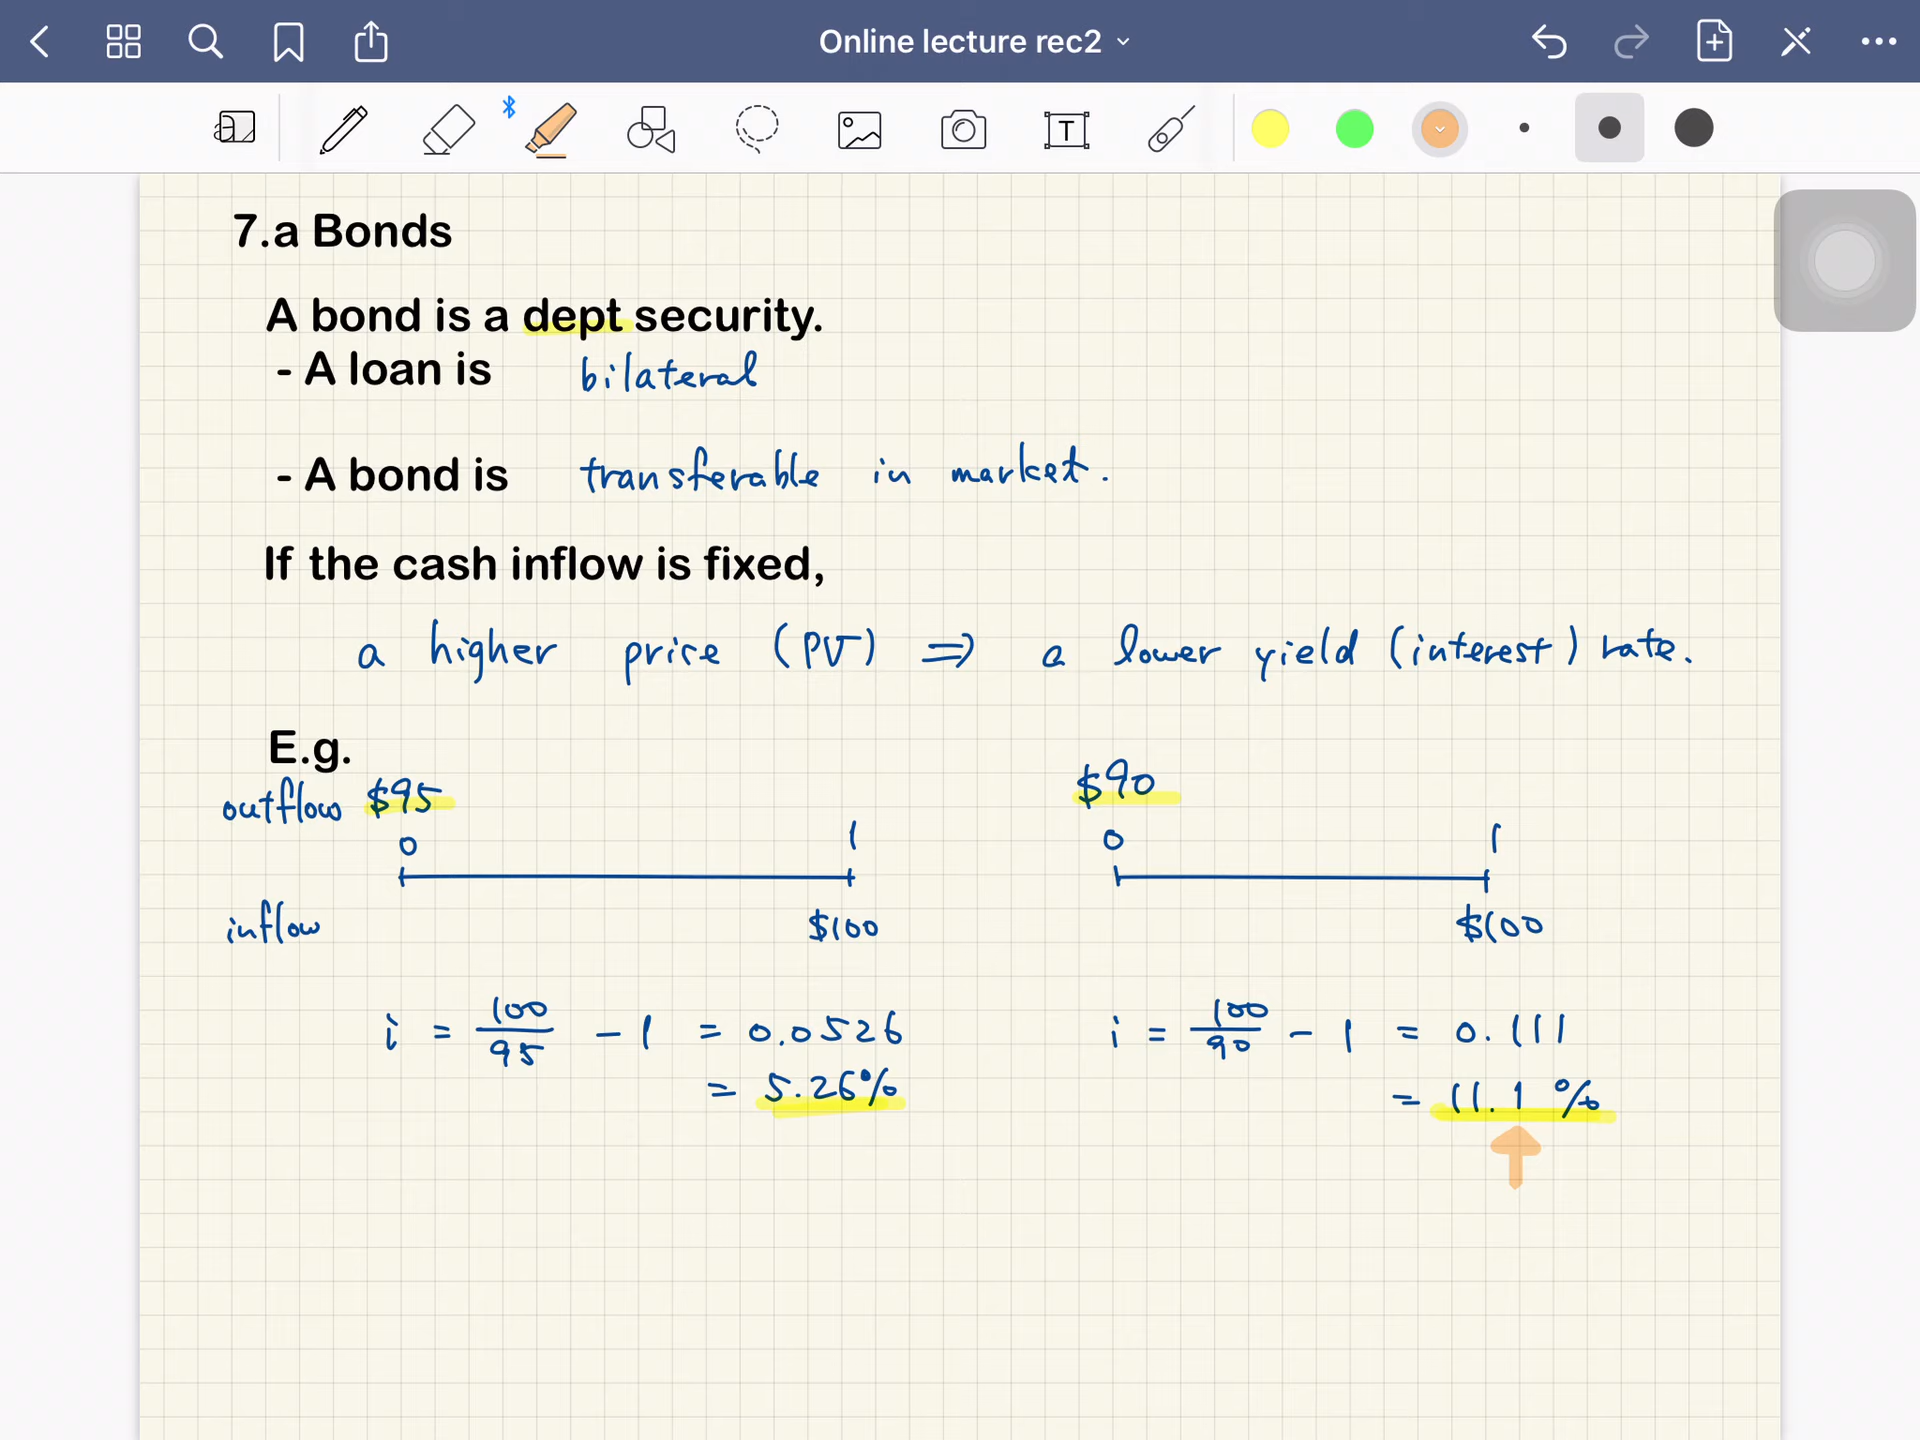 Online lecture rec2
7.a Bonds
A bond is a dept security.
- A loan is bilateral
- A bond is transferable in market.
If the cash inflow is fixed,
a higher price (PV) ⇒ a lower yield (interest) rate.
E.g.
outflow $95
0 1
inflow $100
i = 100/95 - 1 = 0.0526
= 5.26%
$90
0 1
$100
i = 100/90 - 1 = 0.111
= 11.1 %